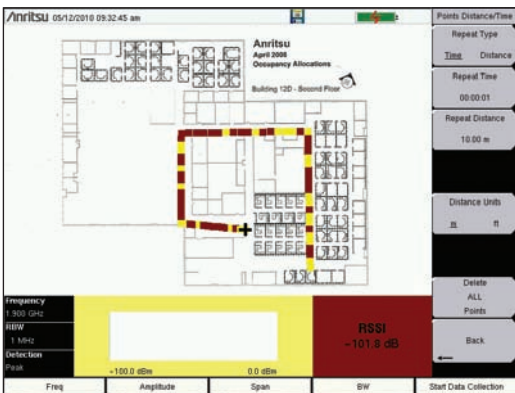 Anritsu 05/12/2010 09:32:45 am
Points Distance/Time
Repeat Type
Time Distance
Repeat Time
00:00:01
Repeat Distance
10.00 m
Distance Units
m ft
Delete
ALL
Points
Back
Anritsu
April 2008
Occupancy Allocations
Building 12D - Second Floor
Frequency
1.900 GHz
RBW
1 MHz
Detection
Peak
-100.0 dBm 0.0 dBm
RSSI
-101.8 dB
Freq Amplitude Span BW Start Data Collection